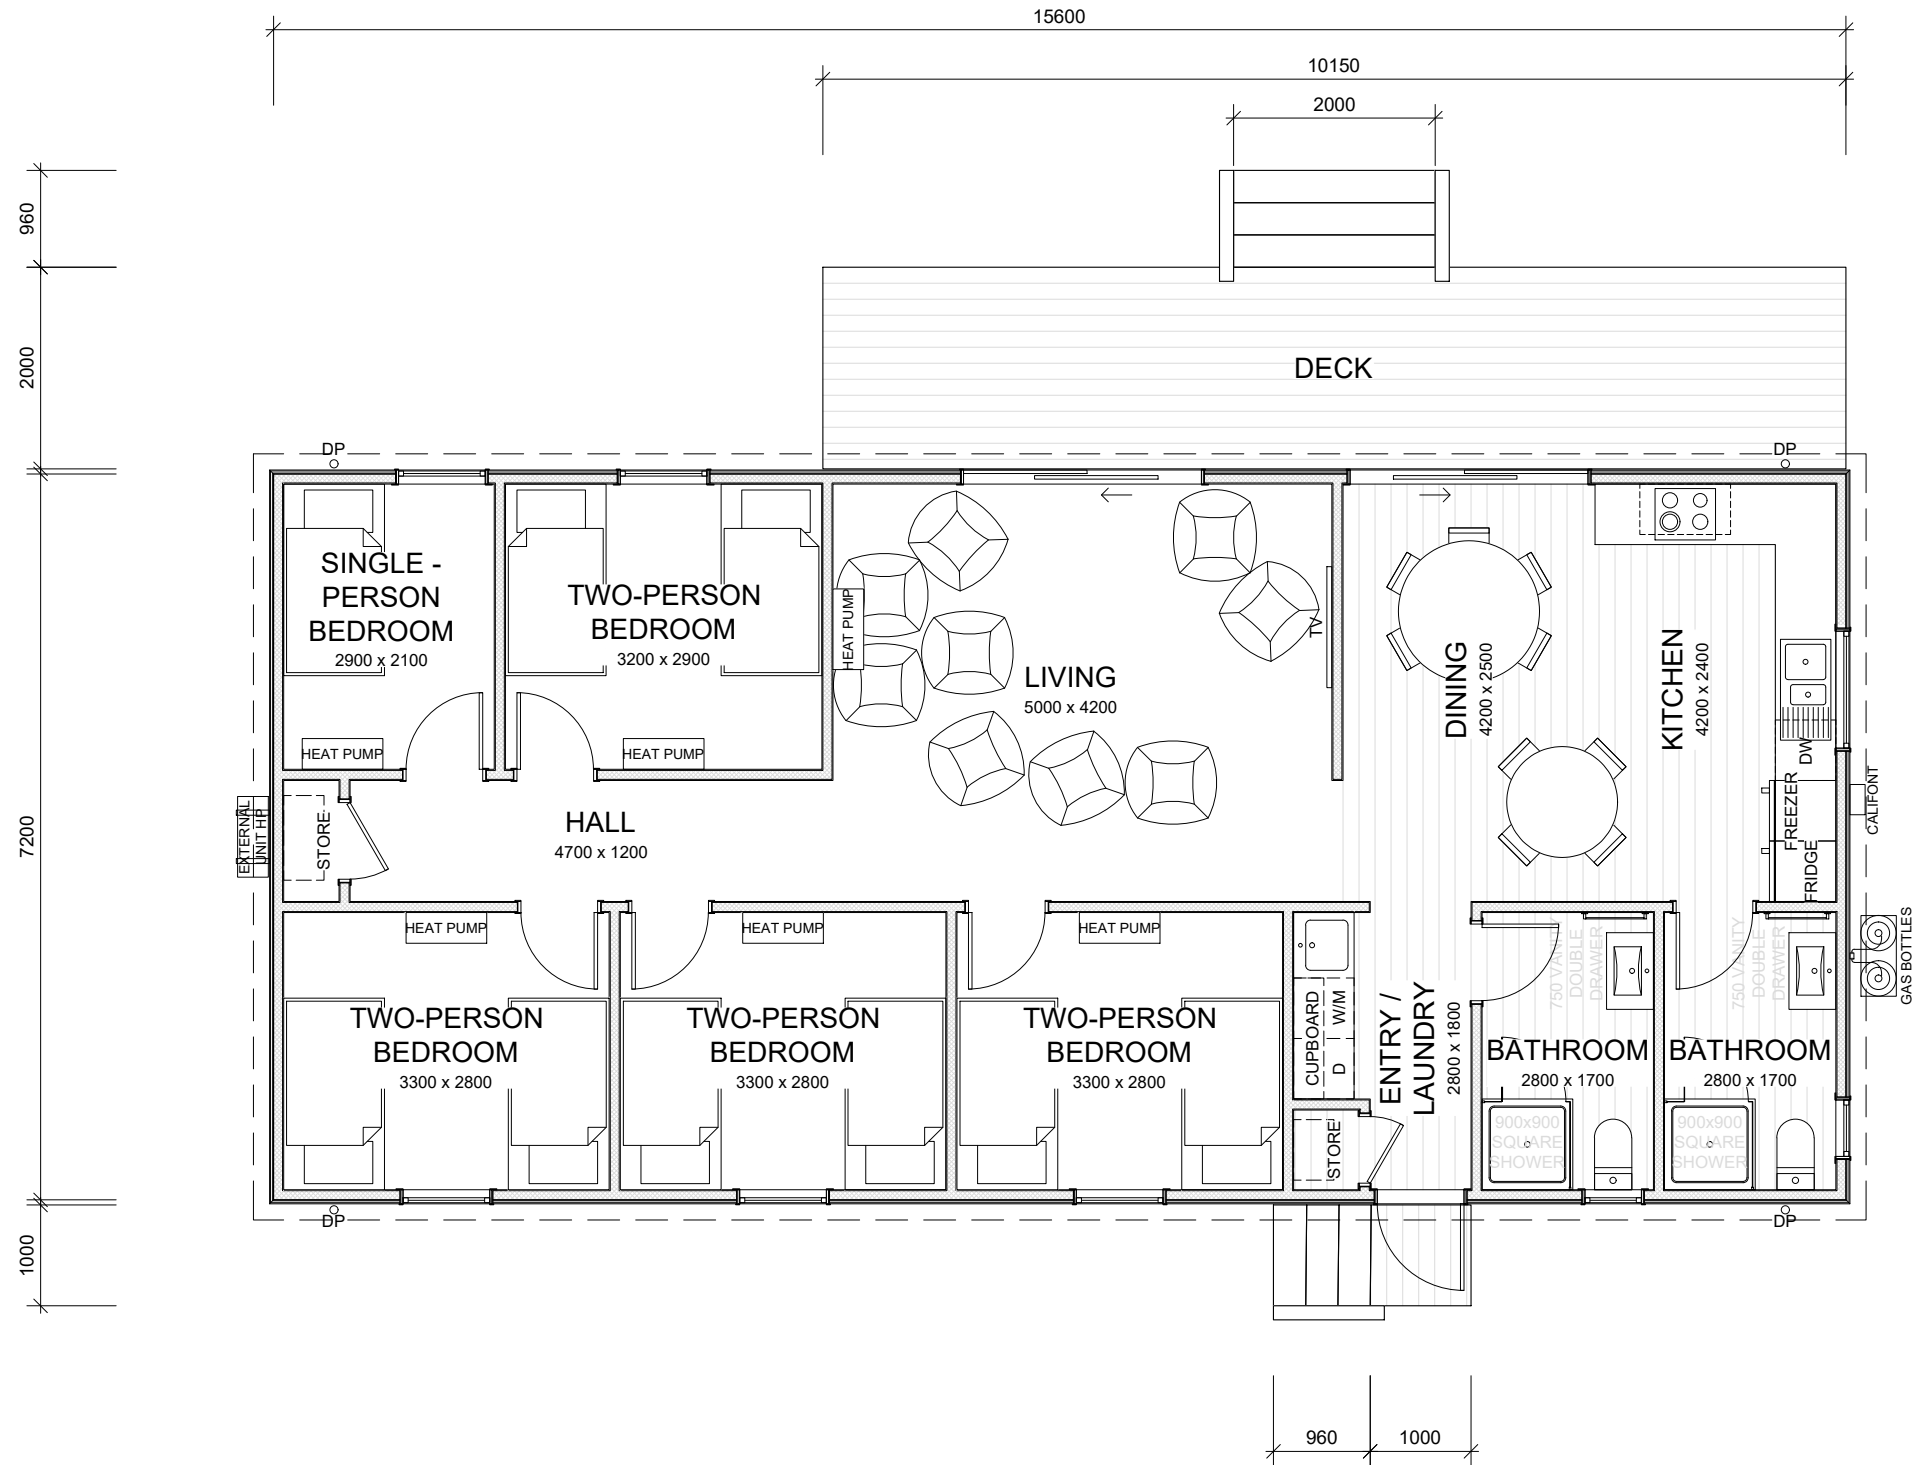 15600
10150
2000
960
2000
7200
1000
DECK
DP
DP
SINGLE -
PERSON
BEDROOM
2900 x 2100
TWO-PERSON
BEDROOM
3200 x 2900
HEAT PUMP
HEAT PUMP
HEAT PUMP
LIVING
5000 x 4200
TV
DINING
4200 x 2500
KITCHEN
4200 x 2400
DW
FREEZER
FRIDGE
CALIFONT
EXTERNAL
UNIT HP
STORE
HALL
4700 x 1200
HEAT PUMP
HEAT PUMP
HEAT PUMP
TWO-PERSON
BEDROOM
3300 x 2800
TWO-PERSON
BEDROOM
3300 x 2800
TWO-PERSON
BEDROOM
3300 x 2800
CUPBOARD
W/M
D
STORE
ENTRY /
LAUNDRY
2800 x 1800
750 VANITY
DOUBLE
DRAWER
BATHROOM
2800 x 1700
900x900
SQUARE
SHOWER
750 VANITY
DOUBLE
DRAWER
BATHROOM
2800 x 1700
900x900
SQUARE
SHOWER
GAS BOTTLES
DP
DP
960
1000